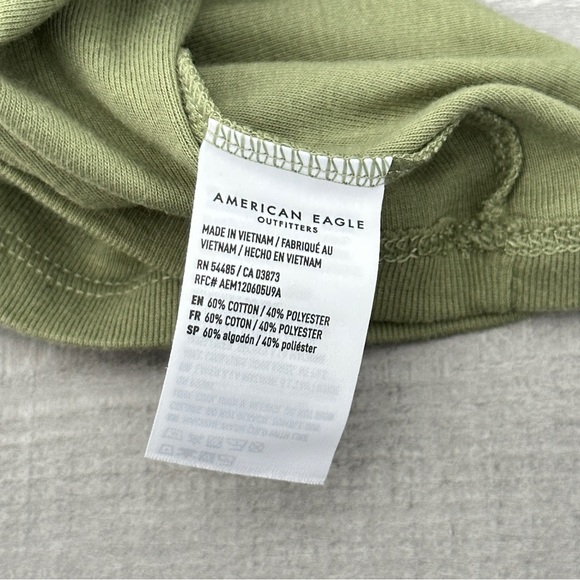 AMERICAN EAGLE
OUTFITTERS
MADE IN VIETNAM / FABRIQUÉ AU
VIETNAM / HECHO EN VIETNAM
RN 54485 / CA 03873
RFC# AEM120605U9A
EN 60% COTTON / 40% POLYESTER
FR 60% COTON / 40% POLYESTER
SP 60% algodón / 40% poliéster